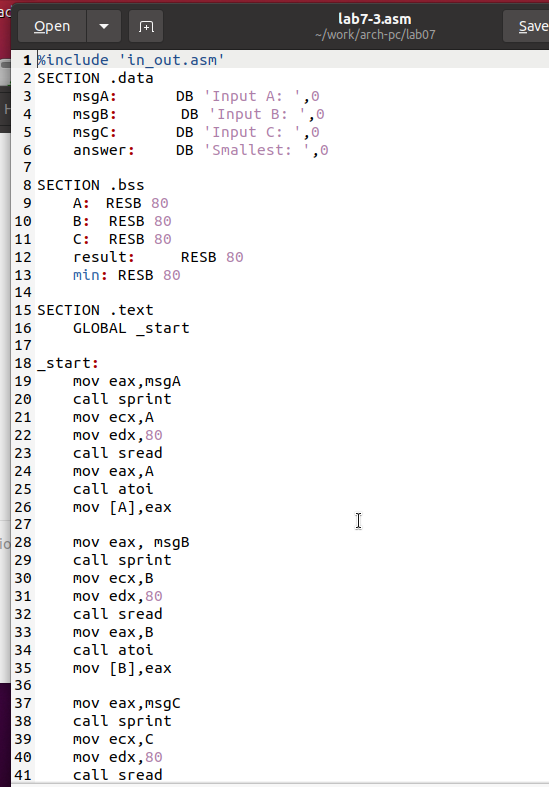 ac
Open
lab7-3.asm
~/work/arch-pc/lab07
Save
1 %include 'in_out.asm'
2 SECTION .data
3     msgA:      DB 'Input A: ',0
4     msgB:       DB 'Input B: ',0
5     msgC:      DB 'Input C: ',0
6     answer:    DB 'Smallest: ',0
7
8 SECTION .bss
9     A:  RESB 80
10     B:  RESB 80
11     C:  RESB 80
12     result:     RESB 80
13     min: RESB 80
14
15 SECTION .text
16     GLOBAL _start
17
18 _start:
19     mov eax,msgA
20     call sprint
21     mov ecx,A
22     mov edx,80
23     call sread
24     mov eax,A
25     call atoi
26     mov [A],eax
27
28     mov eax, msgB
29     call sprint
30     mov ecx,B
31     mov edx,80
32     call sread
33     mov eax,B
34     call atoi
35     mov [B],eax
36
37     mov eax,msgC
38     call sprint
39     mov ecx,C
40     mov edx,80
41     call sread